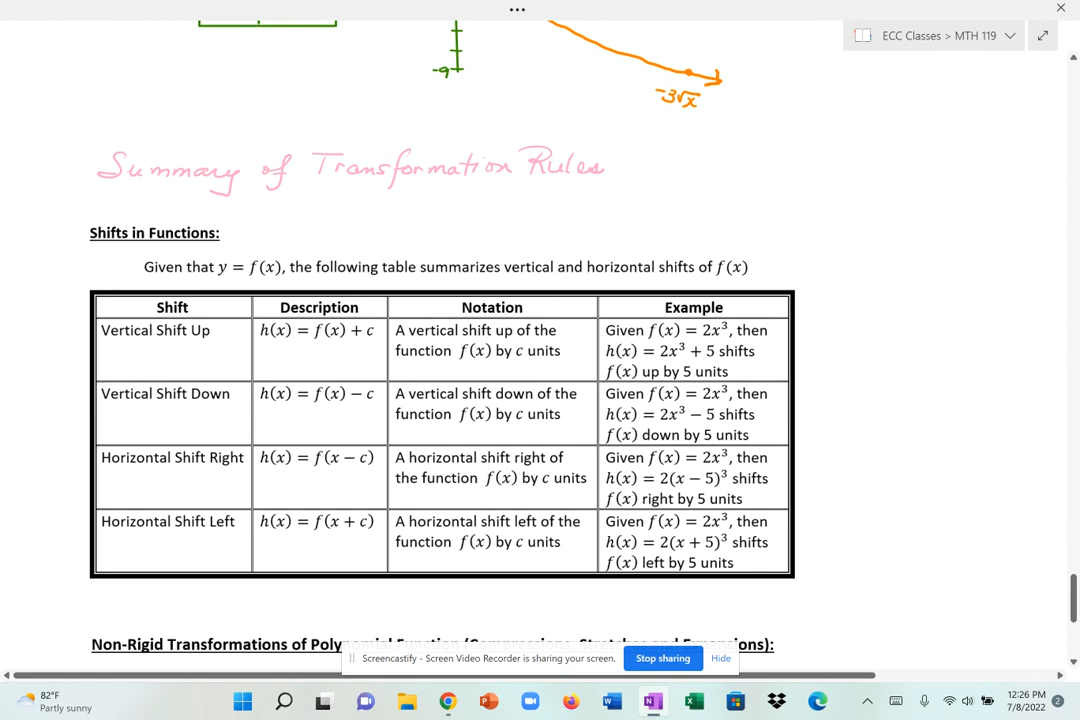 ECC Classes > MTH 119
-9
-3√x
Summary of Transformation Rules
Shifts in Functions:
Given that y = f(x), the following table summarizes vertical and horizontal shifts of f(x)
Shift Description Notation Example
Vertical Shift Up h(x) = f(x) + c A vertical shift up of the function f(x) by c units Given f(x) = 2x³, then h(x) = 2x³ + 5 shifts f(x) up by 5 units
Vertical Shift Down h(x) = f(x) − c A vertical shift down of the function f(x) by c units Given f(x) = 2x³, then h(x) = 2x³ − 5 shifts f(x) down by 5 units
Horizontal Shift Right h(x) = f(x − c) A horizontal shift right of the function f(x) by c units Given f(x) = 2x³, then h(x) = 2(x − 5)³ shifts f(x) right by 5 units
Horizontal Shift Left h(x) = f(x + c) A horizontal shift left of the function f(x) by c units Given f(x) = 2x³, then h(x) = 2(x + 5)³ shifts f(x) left by 5 units
Non-Rigid Transformations of Polynomial Function (Compressions, Stretches and Expansions):
Screencastify - Screen Video Recorder is sharing your screen. Stop sharing Hide
82°F
Partly sunny
12:26 PM
7/8/2022
2